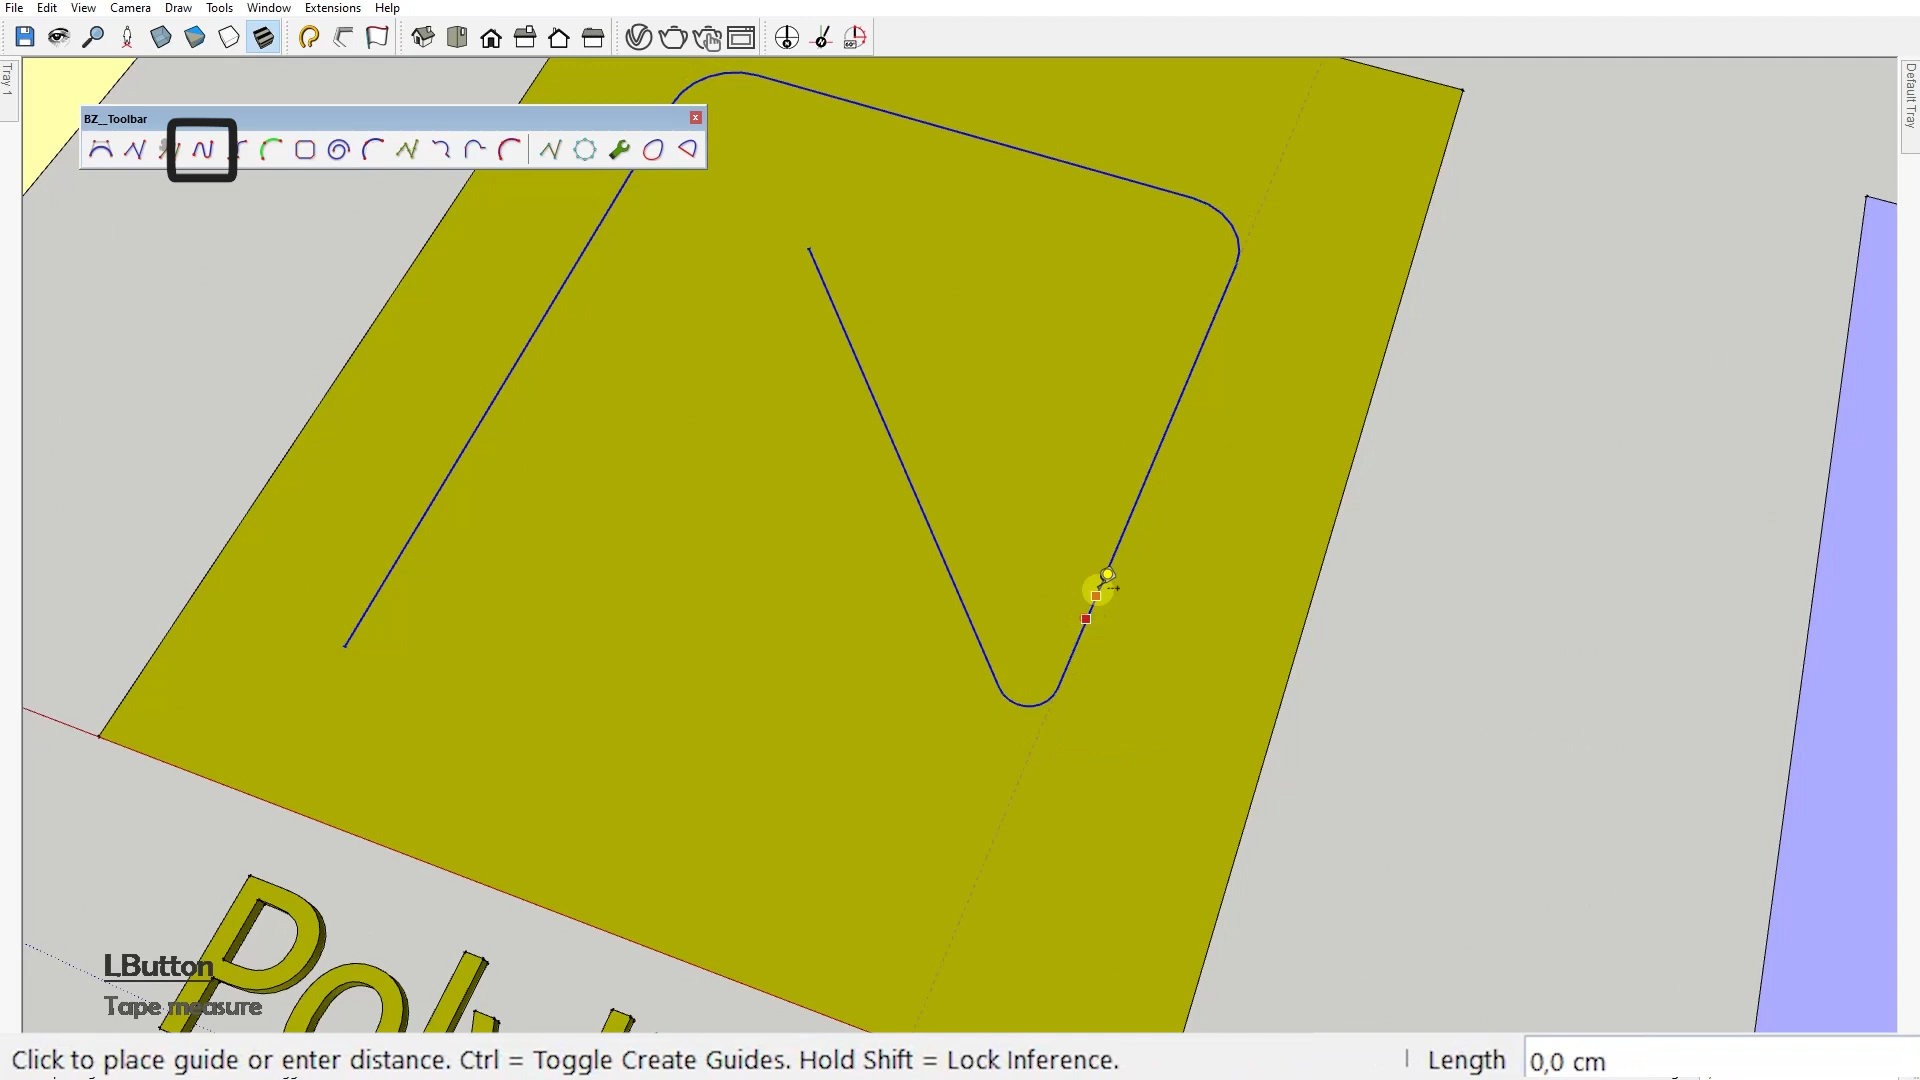 File Edit View Camera Draw Tools Window Extensions Help
Tray 1
Default Tray
BZ__Toolbar
LButton
Tape measure
Click to place guide or enter distance. Ctrl = Toggle Create Guides. Hold Shift = Lock Inference.
Length 0,0 cm